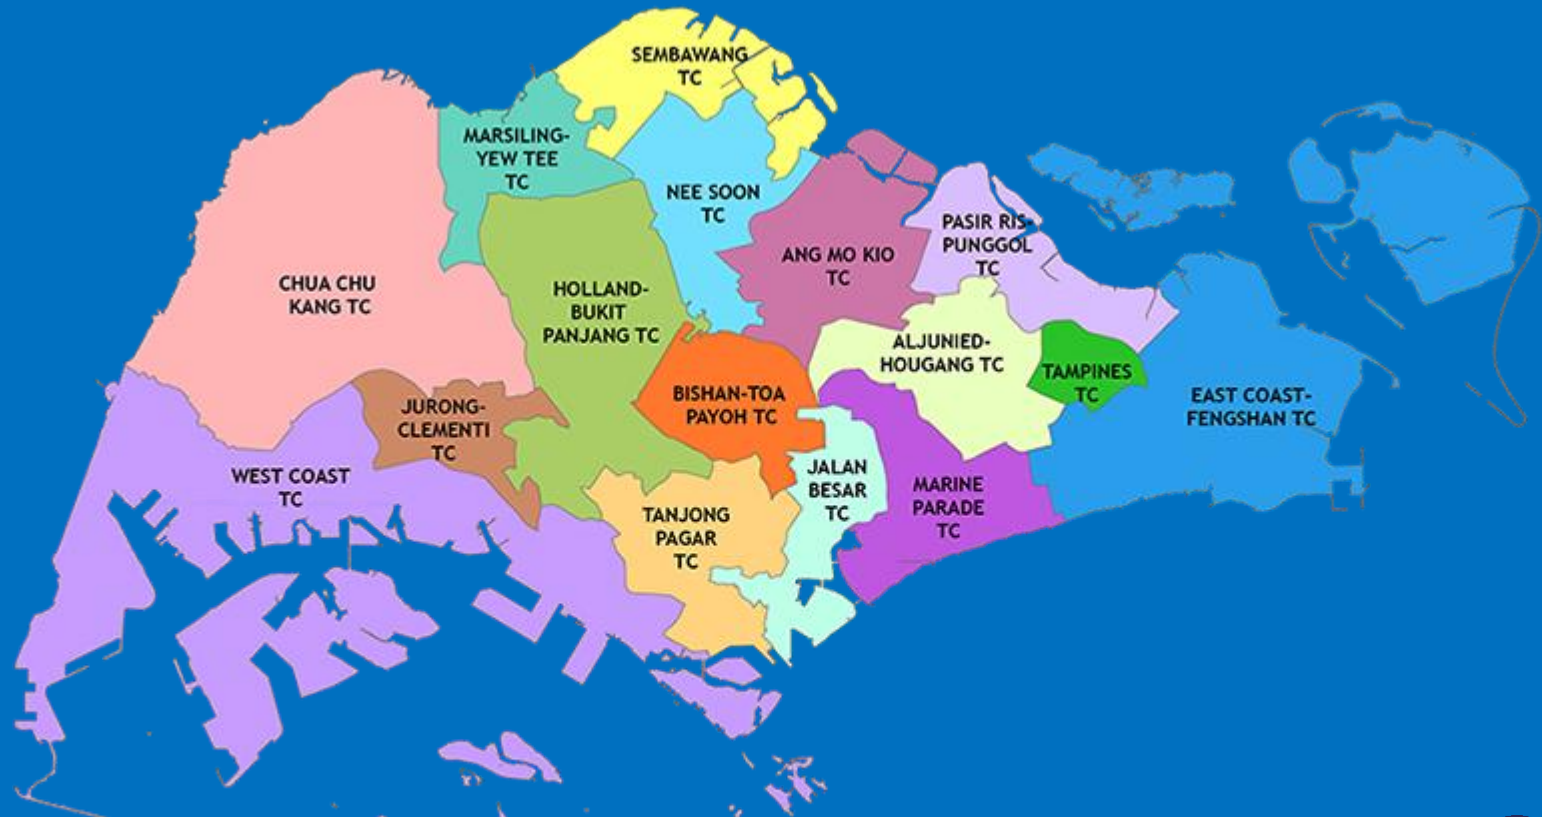 SEMBAWANG
TC
MARSILING-
YEW TEE
TC
NEE SOON
TC
PASIR RIS-
PUNGGOL
TC
ANG MO KIO
TC
CHUA CHU
KANG TC
HOLLAND-
BUKIT
PANJANG TC
ALJUNIED-
HOUGANG TC
TAMPINES
TC
EAST COAST-
FENGSHAN TC
BISHAN-TOA
PAYOH TC
JURONG-
CLEMENTI
TC
WEST COAST
TC
JALAN
BESAR
TC
MARINE
PARADE
TC
TANJONG
PAGAR
TC